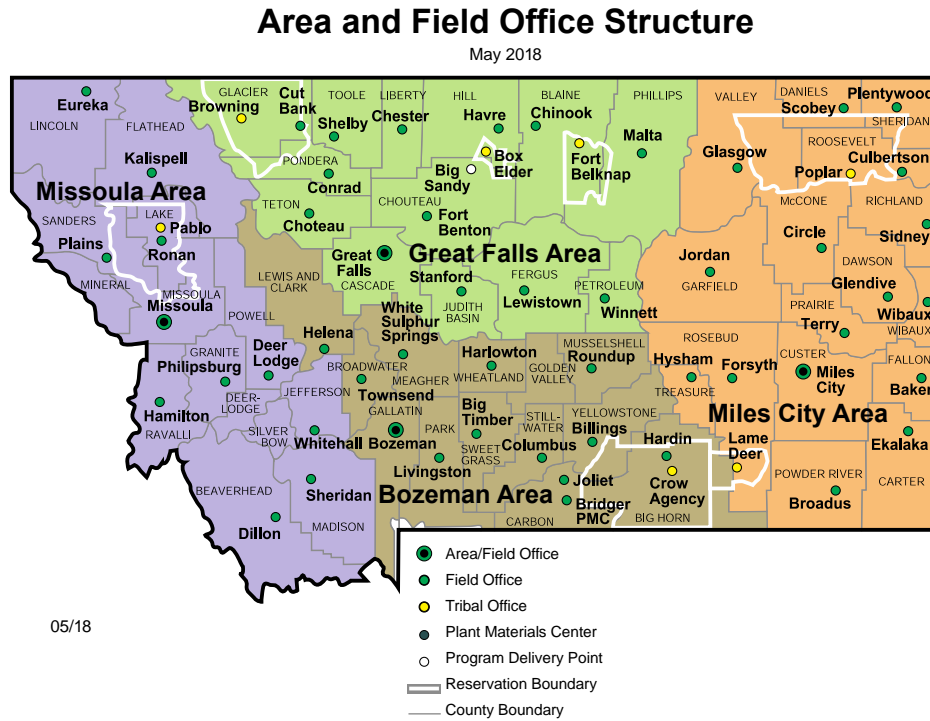 Area and Field Office Structure
May 2018
Eureka
LINCOLN
FLATHEAD
Kalispell
Missoula Area
SANDERS
LAKE
Pablo
Ronan
Plains
MINERAL
MISSOULA
Missoula
POWELL
GRANITE
Philipsburg
Deer
Lodge
DEER-
LODGE
Hamilton
RAVALLI
SILVER
BOW
JEFFERSON
Whitehall
Sheridan
BEAVERHEAD
Dillon
MADISON
GLACIER
Browning
Cut
Bank
TOOLE
Shelby
LIBERTY
Chester
HILL
Havre
BLAINE
Chinook
PHILLIPS
Malta
PONDERA
Conrad
Big
Sandy
Box
Elder
Fort
Belknap
TETON
Choteau
CHOUTEAU
Fort
Benton
Great
Falls
CASCADE
Great Falls Area
Stanford
JUDITH
BASIN
FERGUS
Lewistown
PETROLEUM
Winnett
LEWIS AND
CLARK
Helena
White
Sulphur
Springs
BROADWATER
Townsend
MEAGHER
Harlowton
WHEATLAND
GOLDEN
VALLEY
MUSSELSHELL
Roundup
GALLATIN
Bozeman
PARK
Livingston
Big
Timber
SWEET
GRASS
STILL-
WATER
Columbus
YELLOWSTONE
Billings
Hardin
Crow
Agency
BIG HORN
Joliet
Bridger
PMC
CARBON
Bozeman Area
VALLEY
DANIELS
Scobey
Plentywood
SHERIDAN
ROOSEVELT
Culbertson
Poplar
Glasgow
McCONE
Circle
RICHLAND
Sidney
Jordan
GARFIELD
DAWSON
Glendive
PRAIRIE
Terry
Wibaux
WIBAUX
ROSEBUD
Hysham
Forsyth
TREASURE
CUSTER
Miles
City
FALLON
Baker
Miles City Area
Lame
Deer
Ekalaka
POWDER RIVER
Broadus
CARTER
Area/Field Office
Field Office
Tribal Office
Plant Materials Center
Program Delivery Point
Reservation Boundary
County Boundary
05/18